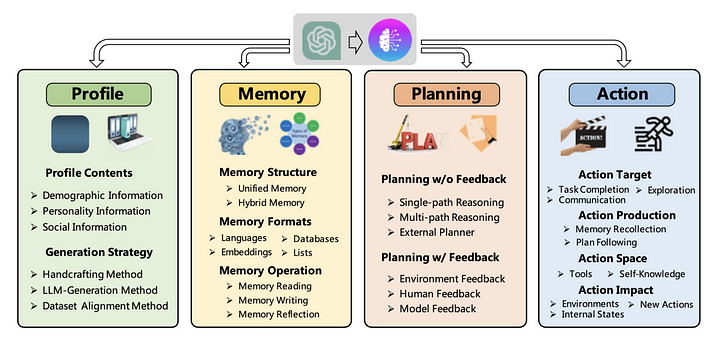 Profile
Profile Contents
➢ Demographic Information
➢ Personality Information
➢ Social Information
Generation Strategy
➢ Handcrafting Method
➢ LLM-Generation Method
➢ Dataset Alignment Method
Memory
Types of
Memory
Memory Structure
➢ Unified Memory
➢ Hybrid Memory
Memory Formats
➢ Languages ➢ Databases
➢ Embeddings ➢ Lists
Memory Operation
➢ Memory Reading
➢ Memory Writing
➢ Memory Reflection
Planning
PLA
Planning w/o Feedback
➢ Single-path Reasoning
➢ Multi-path Reasoning
➢ External Planner
Planning w/ Feedback
➢ Environment Feedback
➢ Human Feedback
➢ Model Feedback
Action
ACTION!
Action Target
➢ Task Completion ➢ Exploration
➢ Communication
Action Production
➢ Memory Recollection
➢ Plan Following
Action Space
➢ Tools ➢ Self-Knowledge
Action Impact
➢ Environments ➢ New Actions
➢ Internal States